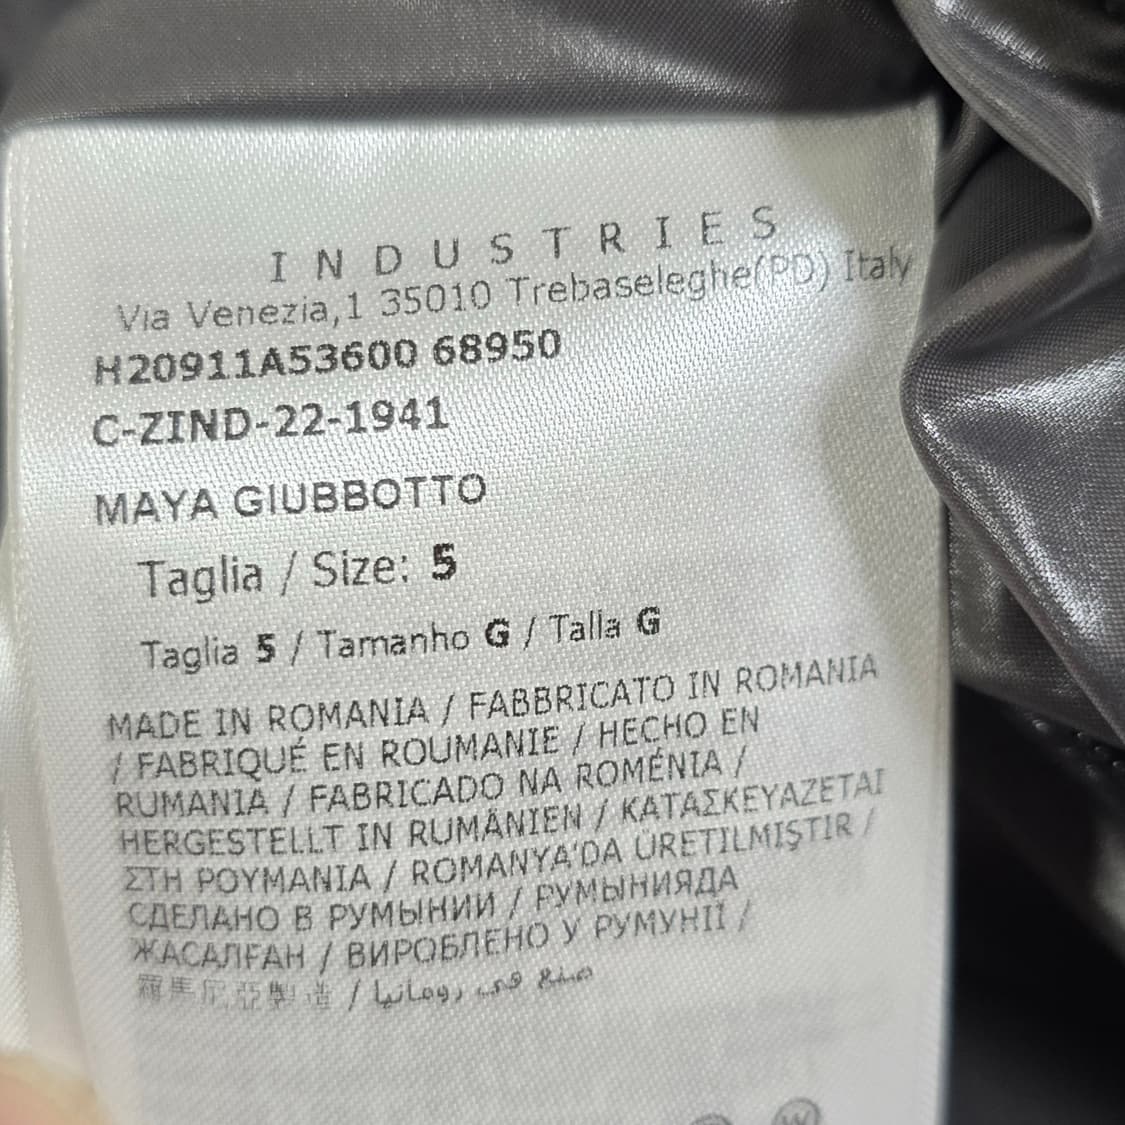 INDUSTRIES
Via Venezia,1 35010 Trebaseleghe(PD) Italy
H20911A53600 68950
C-ZIND-22-1941
MAYA GIUBBOTTO
Taglia / Size: 5
Taglia 5 / Tamanho G / Talla G
MADE IN ROMANIA / FABBRICATO IN ROMANIA
/ FABRIQUÉ EN ROUMANIE / HECHO EN
RUMANIA / FABRICADO NA ROMÉNIA /
HERGESTELLT IN RUMÄNIEN / ΚΑΤΑΣΚΕΥΑΖΕΤΑΙ
ΣΤΗ ΡΟΥΜΑΝΙΑ / ROMANYA'DA ÜRETILMIŞTIR /
СДЕЛАНО В РУМЫНИИ / РУМЫНИЯДА
ЖАСАЛҒАН / ВИРОБЛЕНО У РУМУНІЇ /
羅馬尼亞製造 / صنع في رومانيا